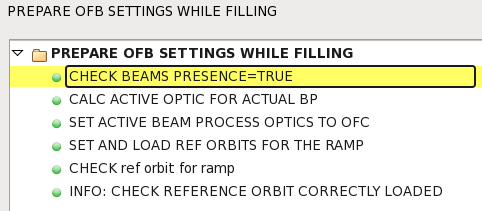 PREPARE OFB SETTINGS WHILE FILLING
PREPARE OFB SETTINGS WHILE FILLING
CHECK BEAMS PRESENCE=TRUE
CALC ACTIVE OPTIC FOR ACTUAL BP
SET ACTIVE BEAM PROCESS OPTICS TO OFC
SET AND LOAD REF ORBITS FOR THE RAMP
CHECK ref orbit for ramp
INFO: CHECK REFERENCE ORBIT CORRECTLY LOADED